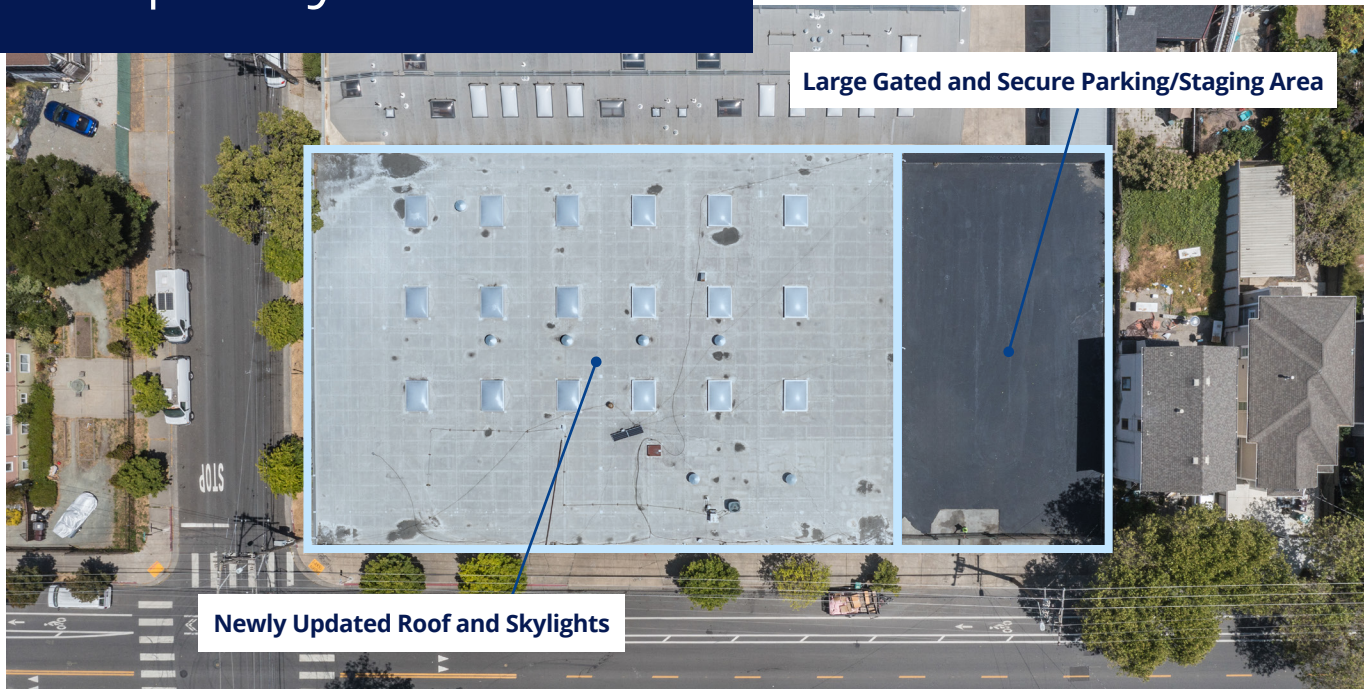 Large Gated and Secure Parking/Staging Area
STOP
Newly Updated Roof and Skylights